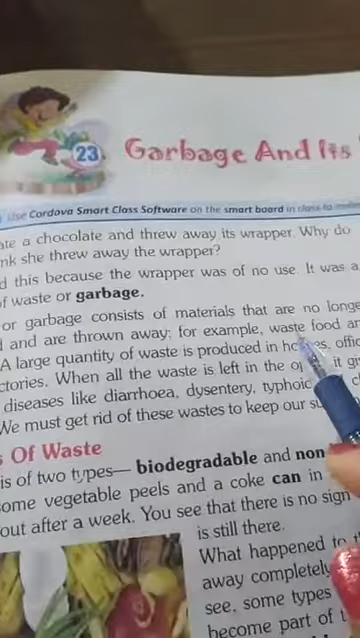 23 Garbage And Its
Use Cordova Smart Class Software on the smart board in class to
ate a chocolate and threw away its wrapper. Why do
nk she threw away the wrapper?
d this because the wrapper was of no use. It was a
f waste or garbage.
or garbage consists of materials that are no longe
d and are thrown away; for example, waste food ar
A large quantity of waste is produced in offic
ctories. When all the waste is left in the it
diseases like diarrhoea, dysentery, typhoid
We must get rid of these wastes to keep our
s Of Waste
is of two types— biodegradable and non
ome vegetable peels and a coke can in
out after a week. You see that there is no sign
is still there.
What happened to
away completely
see, some types
become part of t